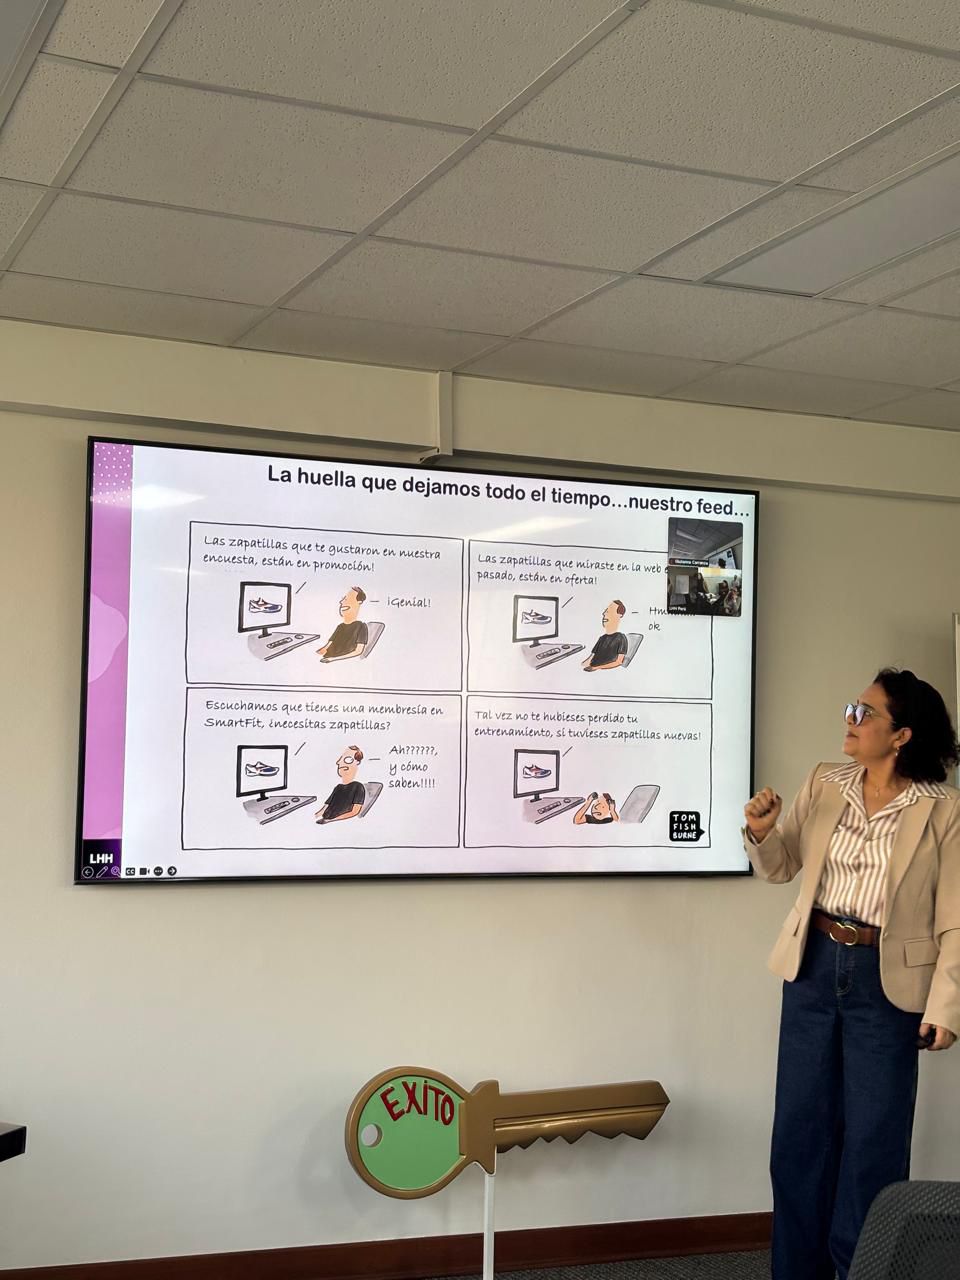 La huella que dejamos todo el tiempo...nuestro feed...
Las zapatillas que te gustaron en nuestra
encuesta, están en promoción!
¡Genial!
Las zapatillas que miraste en la web
pasado, están en oferta!
ok
Escuchamos que tienes una membresía en
SmartFit, ¿necesitas zapatillas?
Ah??????,
y cómo
saben!!!!
Tal vez no te hubieses perdido tu
entrenamiento, si tuvieses zapatillas nuevas!
TOM
FISH
BURNE
LHH
CC
LHH Perú
EXiTO